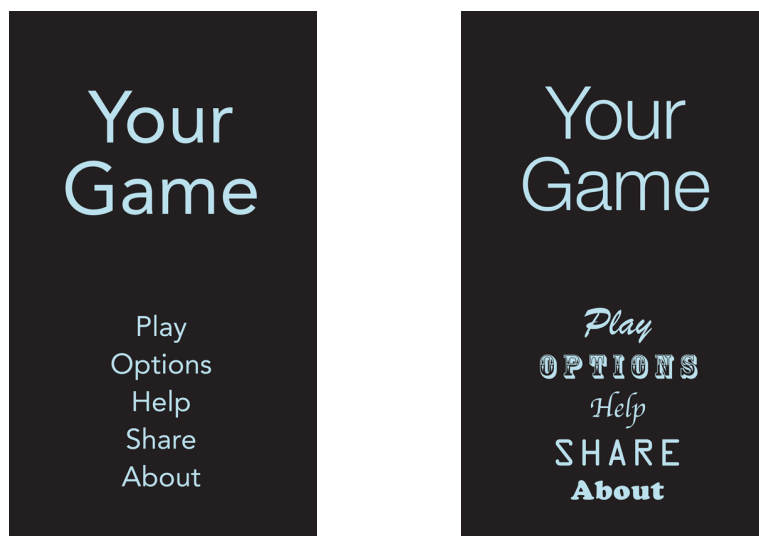 Your
Game
Play
Options
Help
Share
About
Your
Game
Play
OPTIONS
Help
SHARE
About